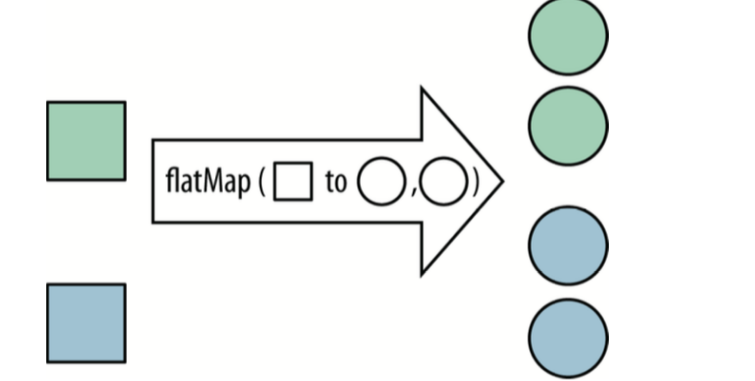 flatMap ( to , )